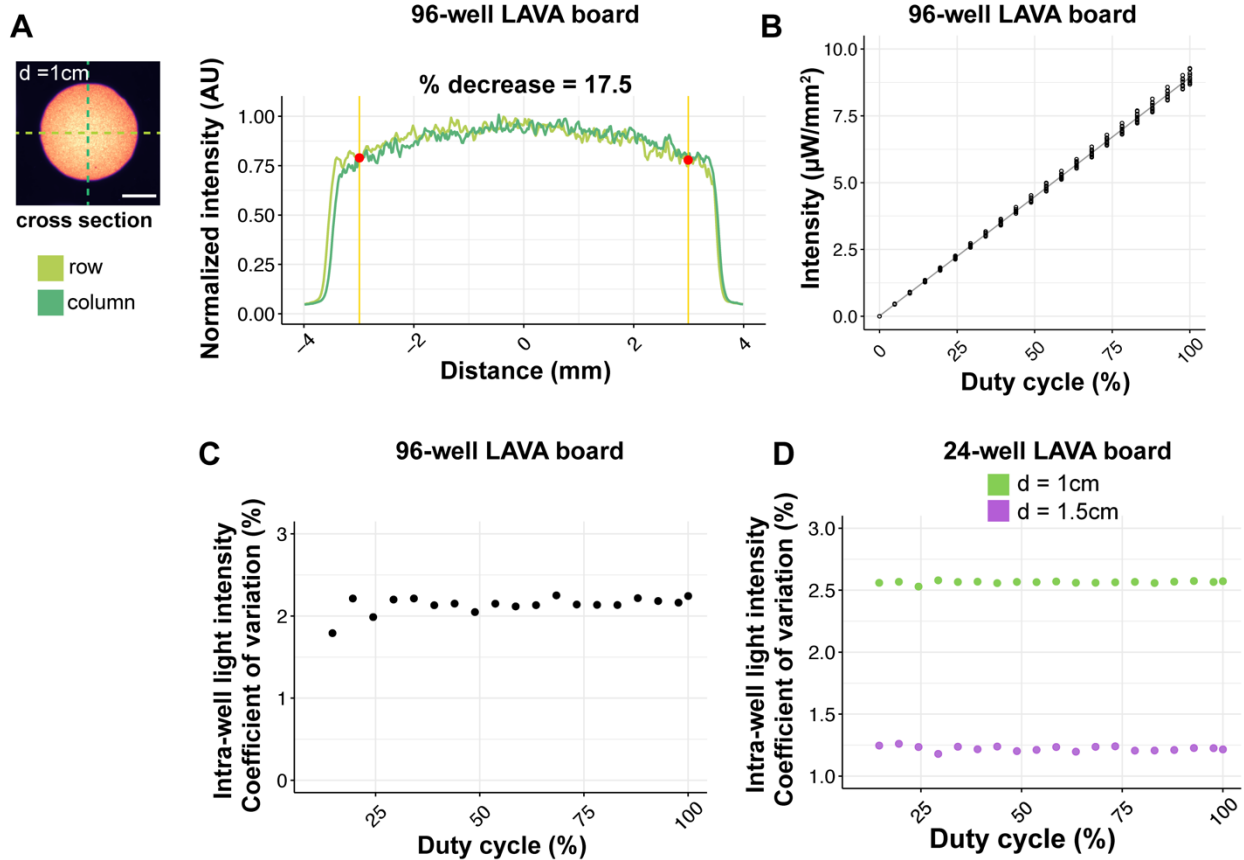 A
96-well LAVA board
d =1cm
cross section
row
column
% decrease = 17.5
Normalized intensity (AU)
1.00
0.75
0.50
0.25
0.00
−4
−2
0
2
4
Distance (mm)
B
96-well LAVA board
Intensity (µW/mm²)
10.0
7.5
5.0
2.5
0.0
0
25
50
75
100
Duty cycle (%)
C
96-well LAVA board
Intra-well light intensity
Coefficient of variation (%)
3
2
1
0
25
50
75
100
Duty cycle (%)
D
24-well LAVA board
d = 1cm
d = 1.5cm
Intra-well light intensity
Coefficient of variation (%)
3.0
2.5
2.0
1.5
1.0
25
50
75
100
Duty cycle (%)